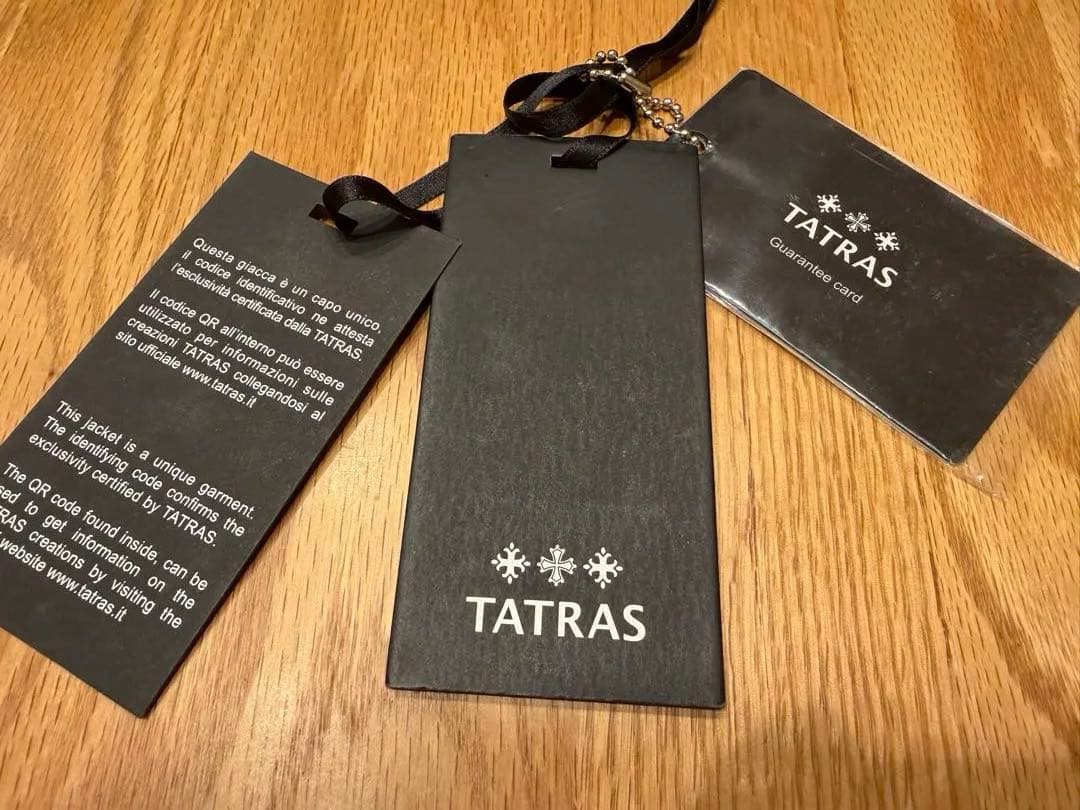 Questa giacca è un capo unico,
il codice identificativo ne attesta
l'esclusività certificata dalla TATRAS.
Il codice QR all'interno può essere
utilizzato per informazioni sulle
creazioni TATRAS collegandosi al
sito ufficiale www.tatras.it
This jacket is a unique garment.
The identifying code confirms the
exclusivity certified by TATRAS.
The QR code found inside, can be
to get information on the
creations by visiting the
website www.tatras.it
TATRAS
TATRAS
Guarantee card